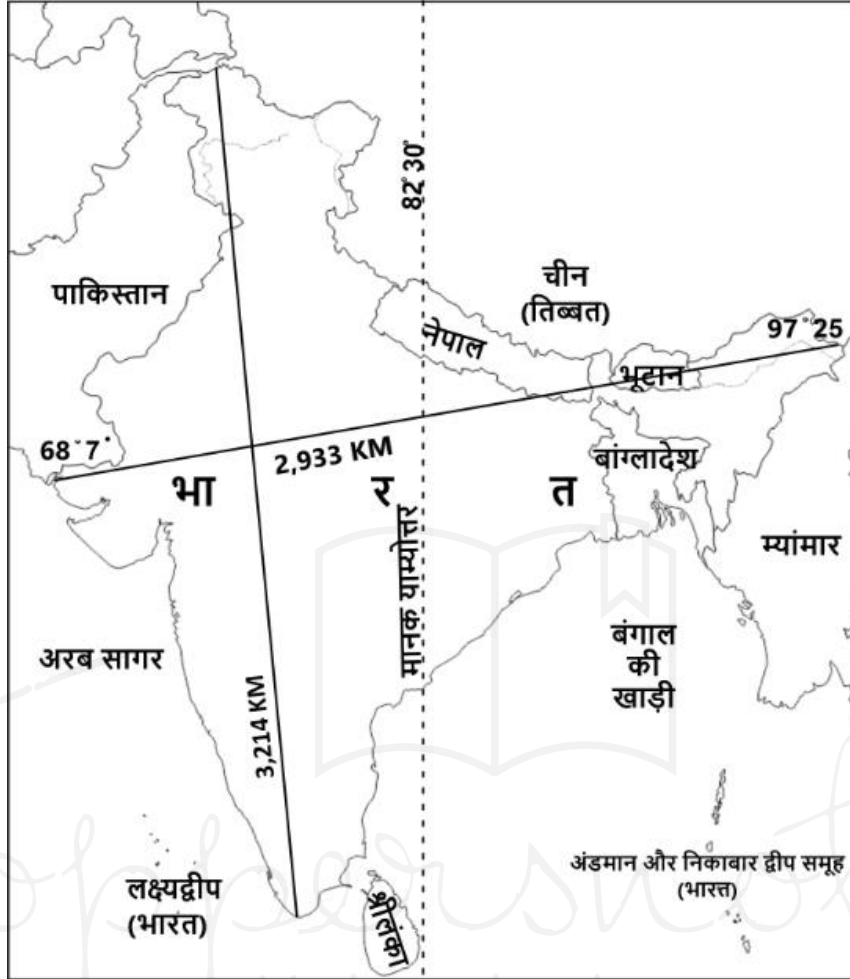 82°30'
पाकिस्तान
चीन
(तिब्बत)
नेपाल
97°25
भूटान
68°7°
2,933 KM
बांग्लादेश
भा र त
मानक याम्योत्तर
म्यांमार
अरब सागर
बंगाल
की
खाड़ी
3,214 KM
लक्ष्यद्वीप
(भारत)
श्रीलंका
अंडमान और निकाबार द्वीप समूह
(भारत्त)
oppersnot